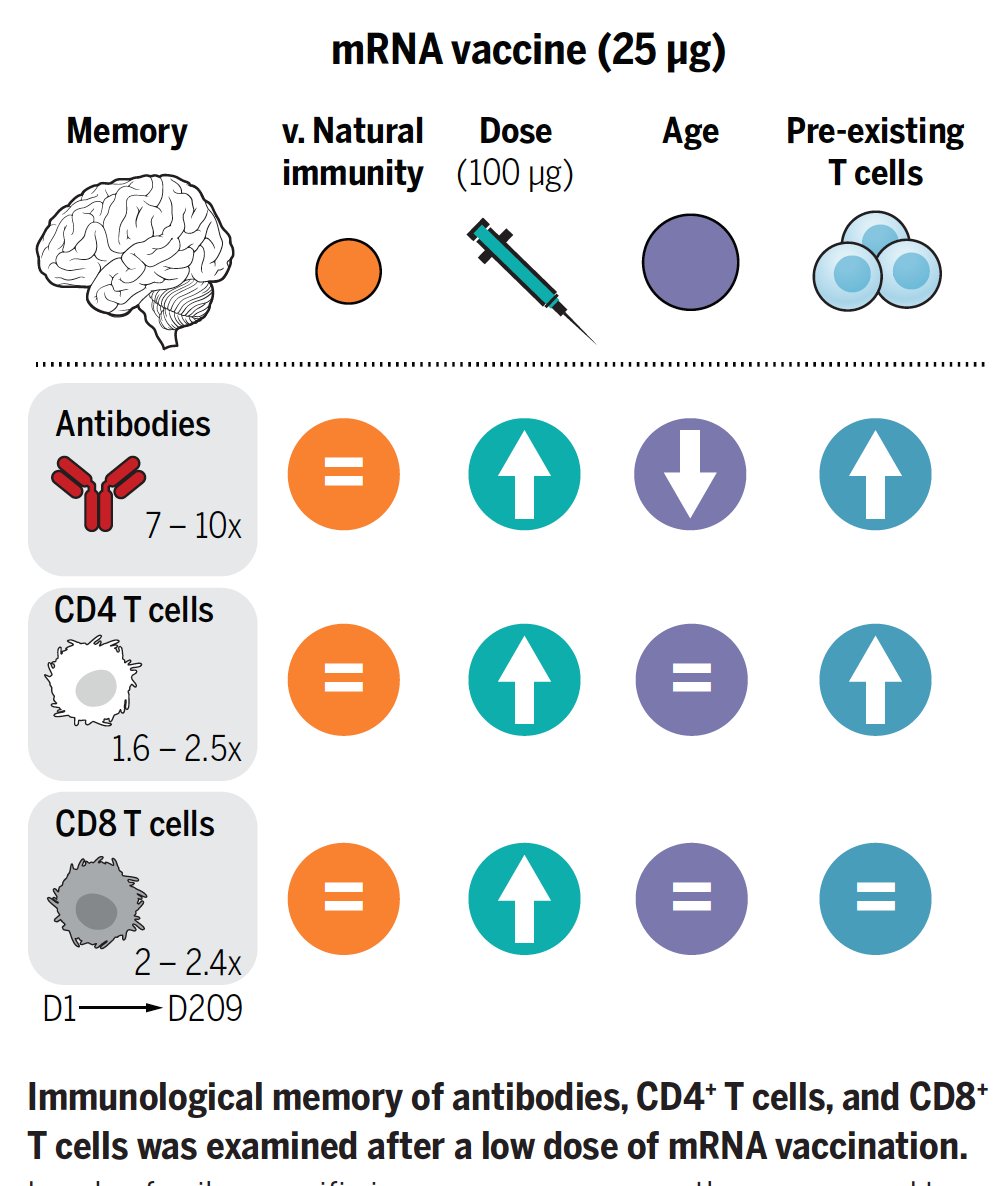 mRNA vaccine (25 µg)
Memory
v. Natural
immunity
Dose
(100 µg)
Age
Pre-existing
T cells
Antibodies
7 – 10x
CD4 T cells
1.6 – 2.5x
CD8 T cells
2 – 2.4x
D1 → D209
Immunological memory of antibodies, CD4⁺ T cells, and CD8⁺
T cells was examined after a low dose of mRNA vaccination.